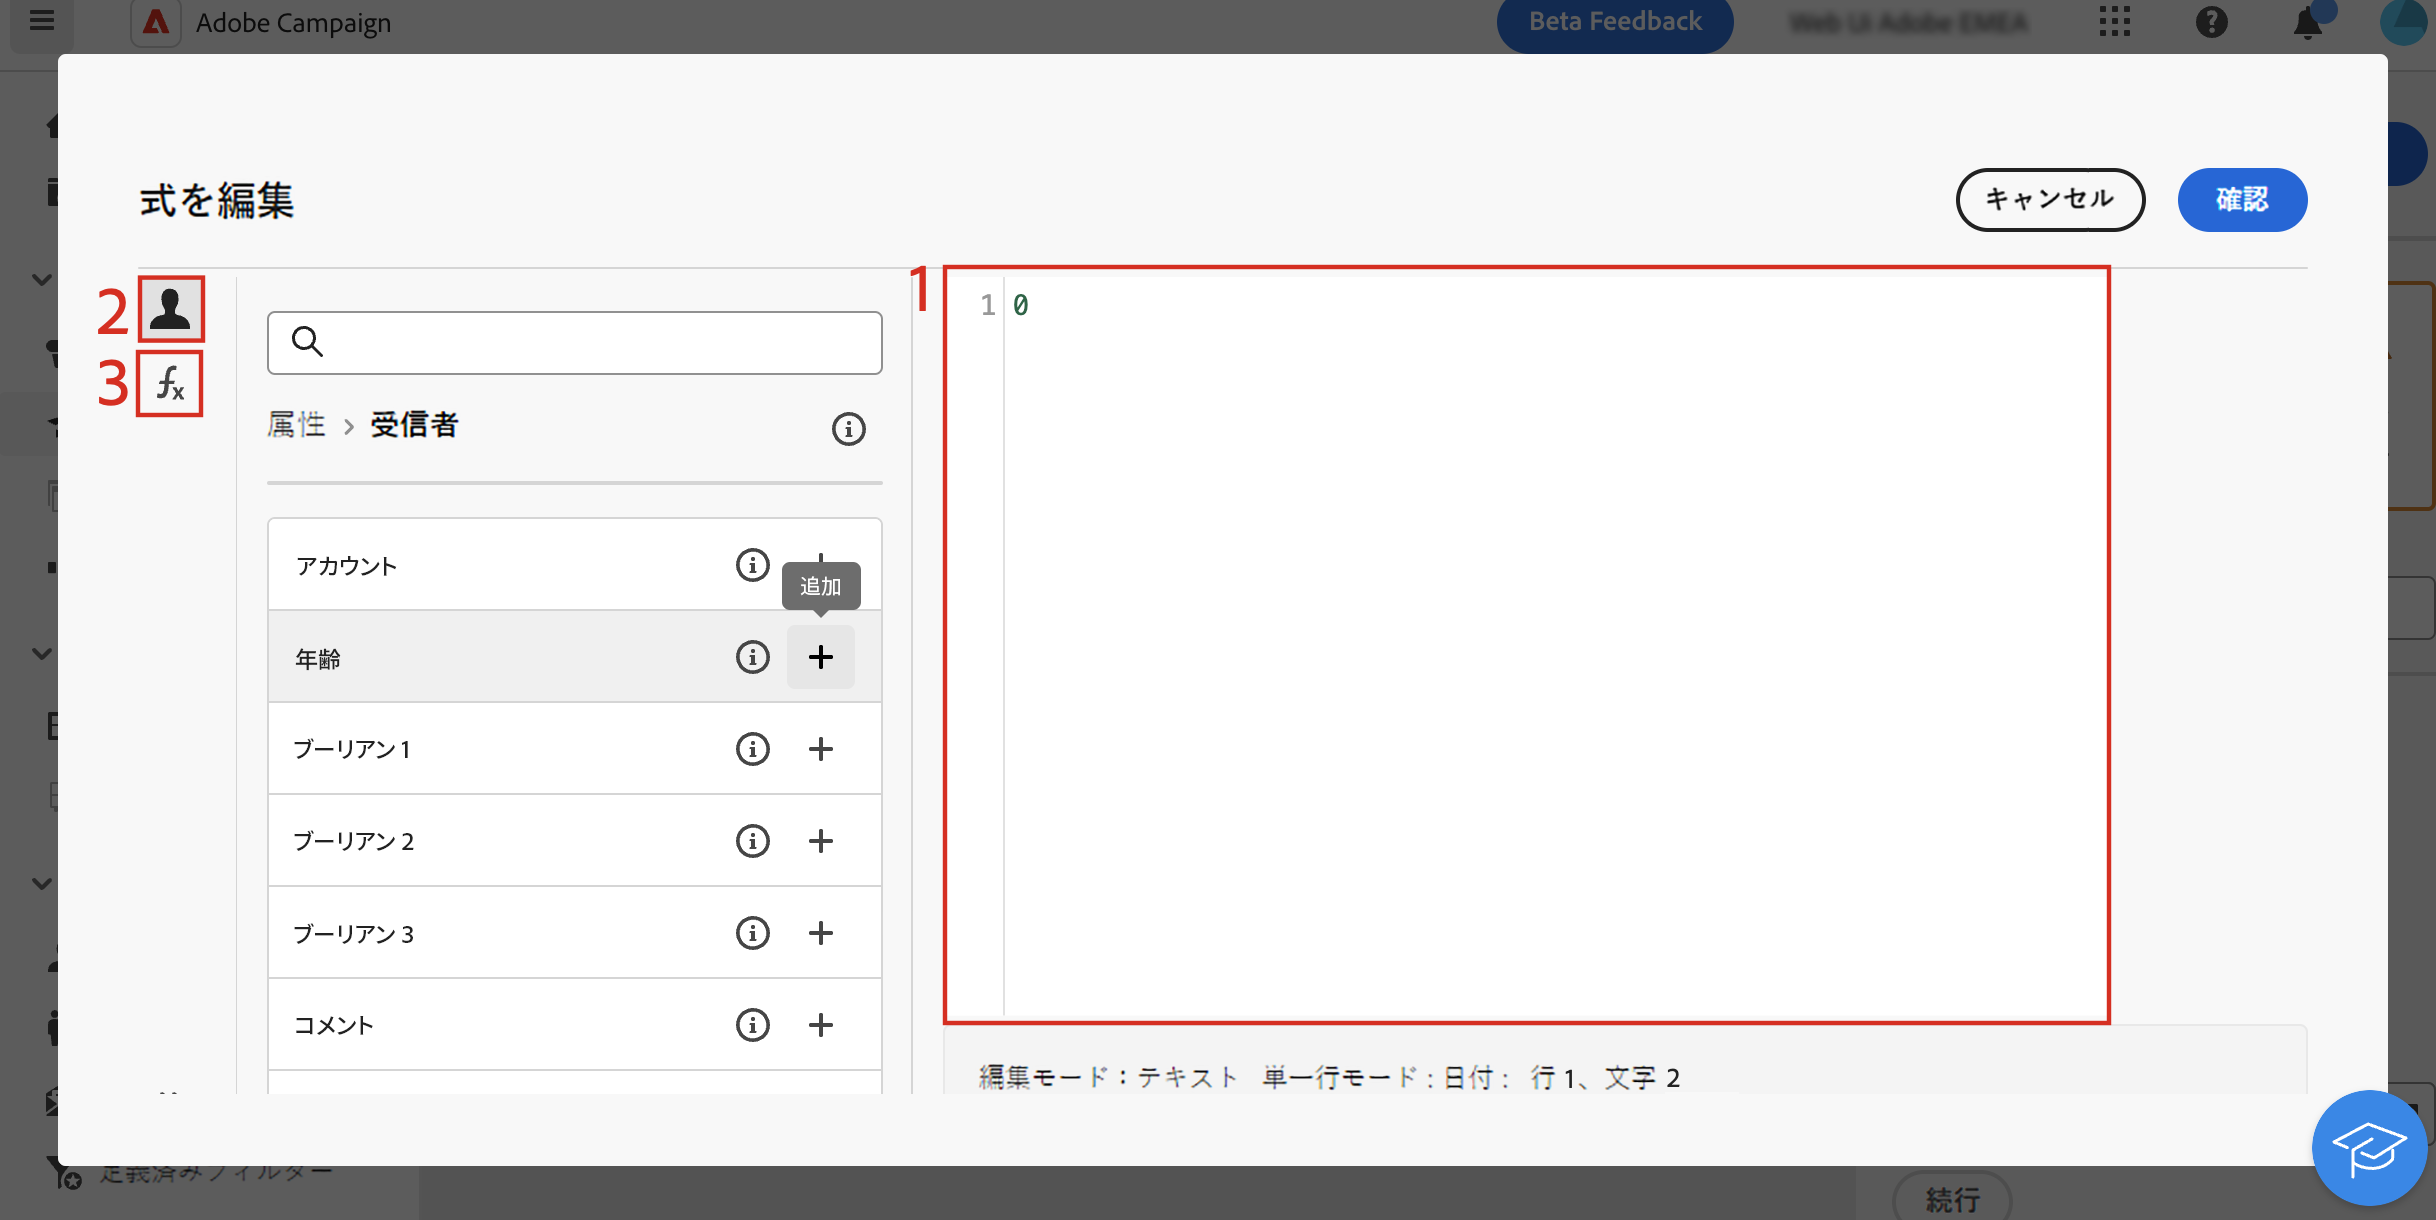 Adobe Campaign
Beta Feedback
式を編集
キャンセル
確認
1
2
3
fx
1 0
属性 > 受信者
アカウント
追加
年齢
ブーリアン 1
ブーリアン 2
ブーリアン 3
コメント
編集モード：テキスト 単一行モード：日付： 行 1、文字 2
定義済みフィルター
続行